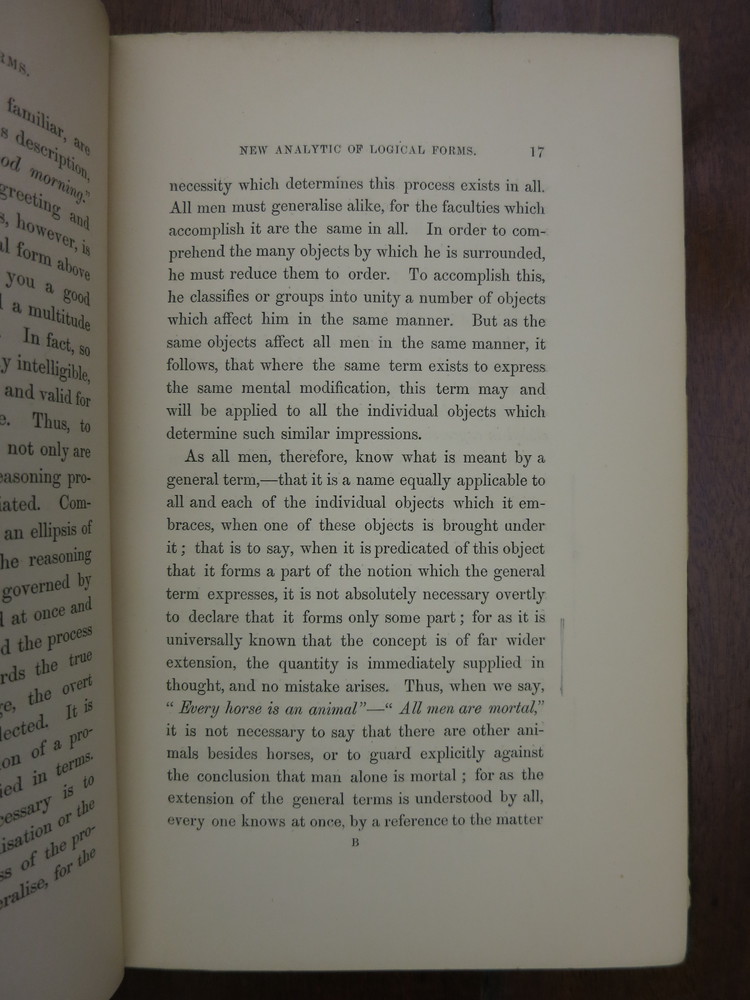 RMS.
familiar, are
s description,
od morning."
greeting and
s, however, is
al form above
you a good
a multitude
In fact, so
y intelligible,
and valid for
e. Thus, to
not only are
easoning pro-
iated. Com-
an ellipsis of
he reasoning
governed by
at once and
d the process
rds the true
ge, the overt
lected. It is
on of a pro-
ied in terms.
cessary is to
isation or the
ss of the pro-
eralise, for the
NEW ANALYTIC OF LOGICAL FORMS. 17
necessity which determines this process exists in all.
All men must generalise alike, for the faculties which
accomplish it are the same in all. In order to com-
prehend the many objects by which he is surrounded,
he must reduce them to order. To accomplish this,
he classifies or groups into unity a number of objects
which affect him in the same manner. But as the
same objects affect all men in the same manner, it
follows, that where the same term exists to express
the same mental modification, this term may and
will be applied to all the individual objects which
determine such similar impressions.
As all men, therefore, know what is meant by a
general term,—that it is a name equally applicable to
all and each of the individual objects which it em-
braces, when one of these objects is brought under
it; that is to say, when it is predicated of this object
that it forms a part of the notion which the general
term expresses, it is not absolutely necessary overtly
to declare that it forms only some part; for as it is
universally known that the concept is of far wider
extension, the quantity is immediately supplied in
thought, and no mistake arises. Thus, when we say,
"Every horse is an animal"—"All men are mortal,"
it is not necessary to say that there are other ani-
mals besides horses, or to guard explicitly against
the conclusion that man alone is mortal; for as the
extension of the general terms is understood by all,
every one knows at once, by a reference to the matter
B